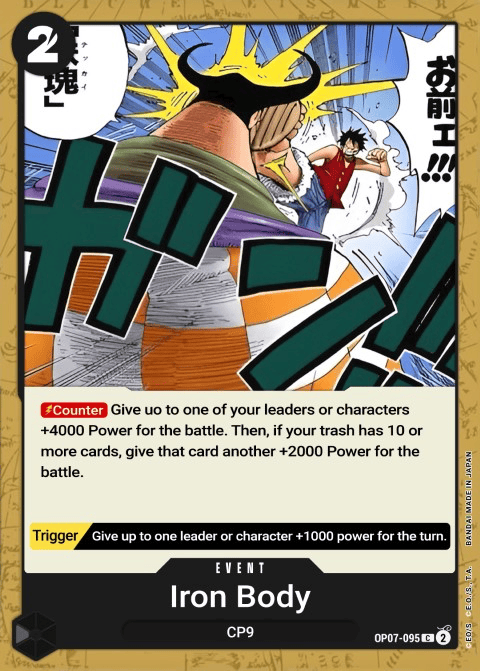 2
「鉄塊」
テッカイ
お前ェ!!!
ガンッ
Counter Give uo to one of your leaders or characters
+4000 Power for the battle. Then, if your trash has 10 or
more cards, give that card another +2000 Power for the
battle.
Trigger Give up to one leader or character +1000 power for the turn.
EVENT
Iron Body
CP9
OP07-095 C 2
©E.O./S. ©E.O./S., T.A. BANDAI MADE IN JAPAN